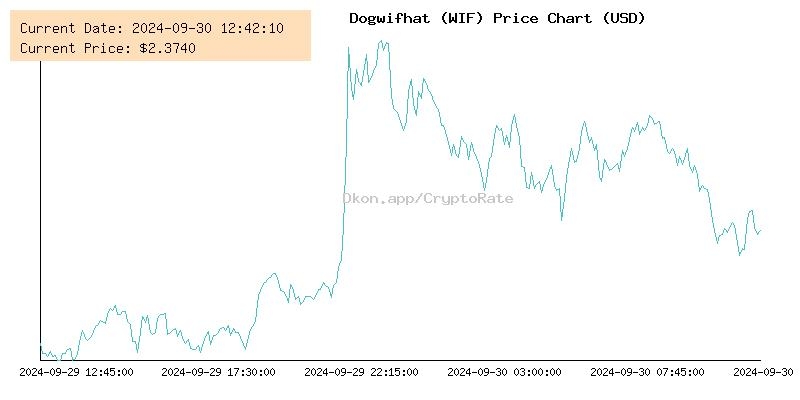 Dogwifhat (WIF) Price Chart (USD)
Current Date: 2024-09-30 12:42:10
Current Price: $2.3740
Okon.app/CryptoRate
2024-09-29 12:45:00 2024-09-29 17:30:00 2024-09-29 22:15:00 2024-09-30 03:00:00 2024-09-30 07:45:00 2024-09-30